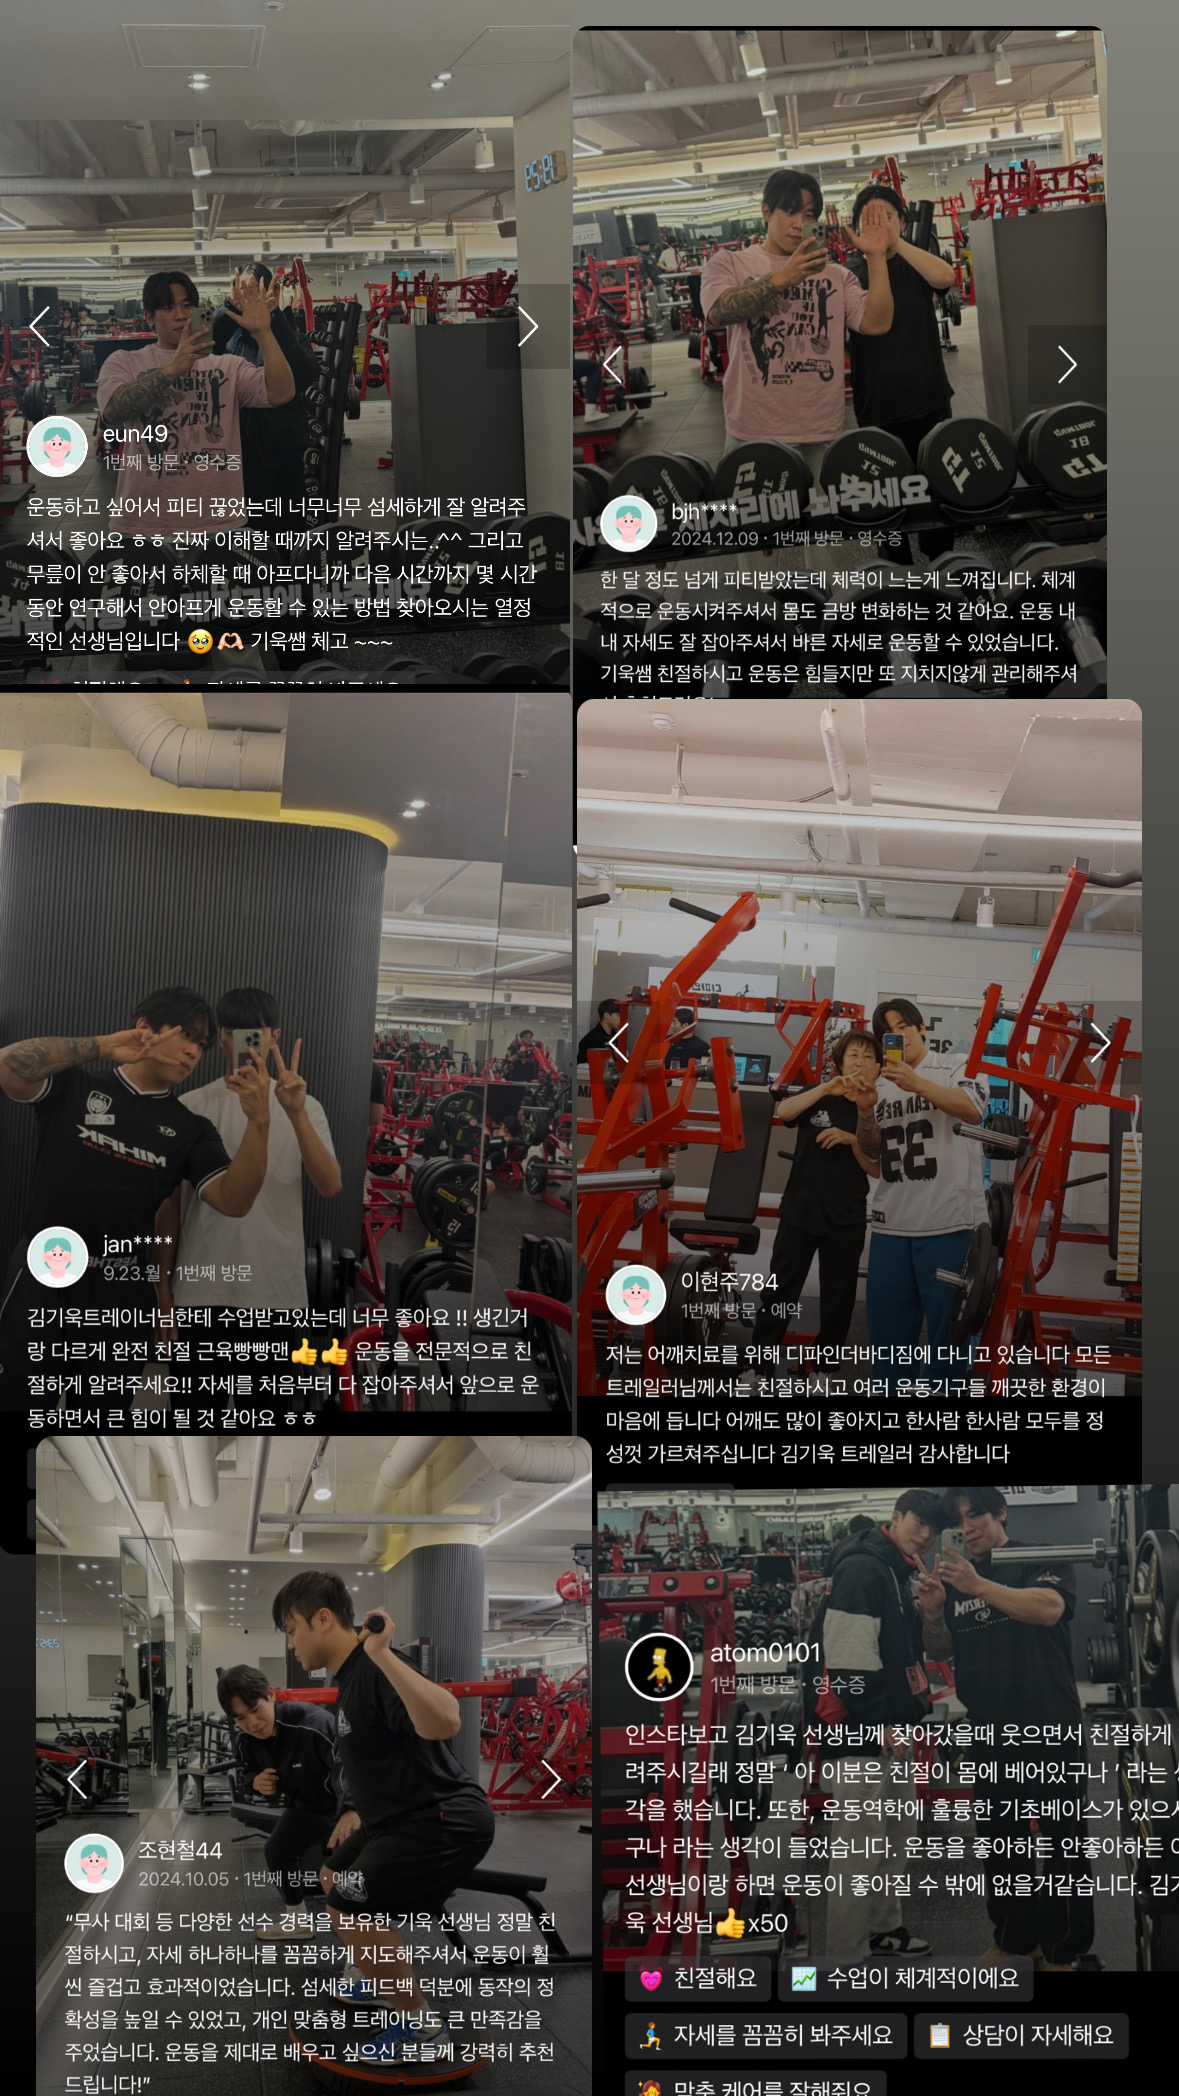 eun49
1번째 방문 · 영수증
운동하고 싶어서 피티 끊었는데 너무너무 섬세하게 잘 알려주
셔서 좋아요 ㅎㅎ 진짜 이해할 때까지 알려주시는..^^ 그리고
무릎이 안 좋아서 하체할 때 아프다니까 다음 시간까지 몇 시간
동안 연구해서 안아프게 운동할 수 있는 방법 찾아오시는 열정
적인 선생님입니다 🥹🫶🏻 기욱쌤 체고 ~~~
bjh****
2024.12.09 · 1번째 방문 · 영수증
한 달 정도 넘게 피티받았는데 체력이 느는게 느껴집니다. 체계
적으로 운동시켜주셔서 몸도 금방 변화하는 것 같아요. 운동 내
내 자세도 잘 잡아주셔서 바른 자세로 운동할 수 있었습니다.
기욱쌤 친절하시고 운동은 힘들지만 또 지치지않게 관리해주셔
jan****
9.23.월 · 1번째 방문
김기욱트레이너님한테 수업받고있는데 너무 좋아요 !! 생긴거
랑 다르게 완전 친절 근육빵빵맨👍👍 운동을 전문적으로 친
절하게 알려주세요!! 자세를 처음부터 다 잡아주셔서 앞으로 운
동하면서 큰 힘이 될 것 같아요 ㅎㅎ
이현주784
1번째 방문 · 예약
저는 어깨치료를 위해 디파인더바디짐에 다니고 있습니다 모든
트레일러님께서는 친절하시고 여러 운동기구들 깨끗한 환경이
마음에 듭니다 어깨도 많이 좋아지고 한사람 한사람 모두를 정
성껏 가르쳐주십니다 김기욱 트레일러 감사합니다
조현철44
2024.10.05 · 1번째 방문 · 예약
“무사 대회 등 다양한 선수 경력을 보유한 기욱 선생님 정말 친
절하시고, 자세 하나하나를 꼼꼼하게 지도해주셔서 운동이 훨
씬 즐겁고 효과적이었습니다. 섬세한 피드백 덕분에 동작의 정
확성을 높일 수 있었고, 개인 맞춤형 트레이닝도 큰 만족감을
주었습니다. 운동을 제대로 배우고 싶으신 분들께 강력히 추천
드립니다!”
atom0101
1번째 방문 · 영수증
인스타보고 김기욱 선생님께 찾아갔을때 웃으면서 친절하게
려주시길래 정말 ‘ 아 이분은 친절이 몸에 베어있구나 ’ 라는
각을 했습니다. 또한, 운동역학에 훌륭한 기초베이스가 있으시
구나 라는 생각이 들었습니다. 운동을 좋아하든 안좋아하든
선생님이랑 하면 운동이 좋아질 수 밖에 없을거같습니다. 김기
욱 선생님👍x50
💗 친절해요 💹 수업이 체계적이에요
자세를 꼼꼼히 봐주세요 📋 상담이 자세해요
맞춤 케어를 잘해줘요